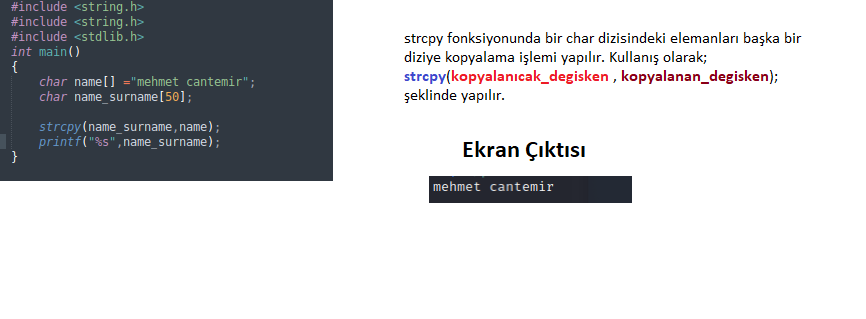 #include <string.h>
#include <string.h>
#include <stdlib.h>
int main()
{
char name[] ="mehmet cantemir";
char name_surname[50];
strcpy(name_surname,name);
printf("%s",name_surname);
}
strcpy fonksiyonunda bir char dizisindeki elemanları başka bir
diziye kopyalama işlemi yapılır. Kullanış olarak;
strcpy(kopyalanıcak_degisken , kopyalanan_degisken);
şeklinde yapılır.
Ekran Çıktısı
mehmet cantemir